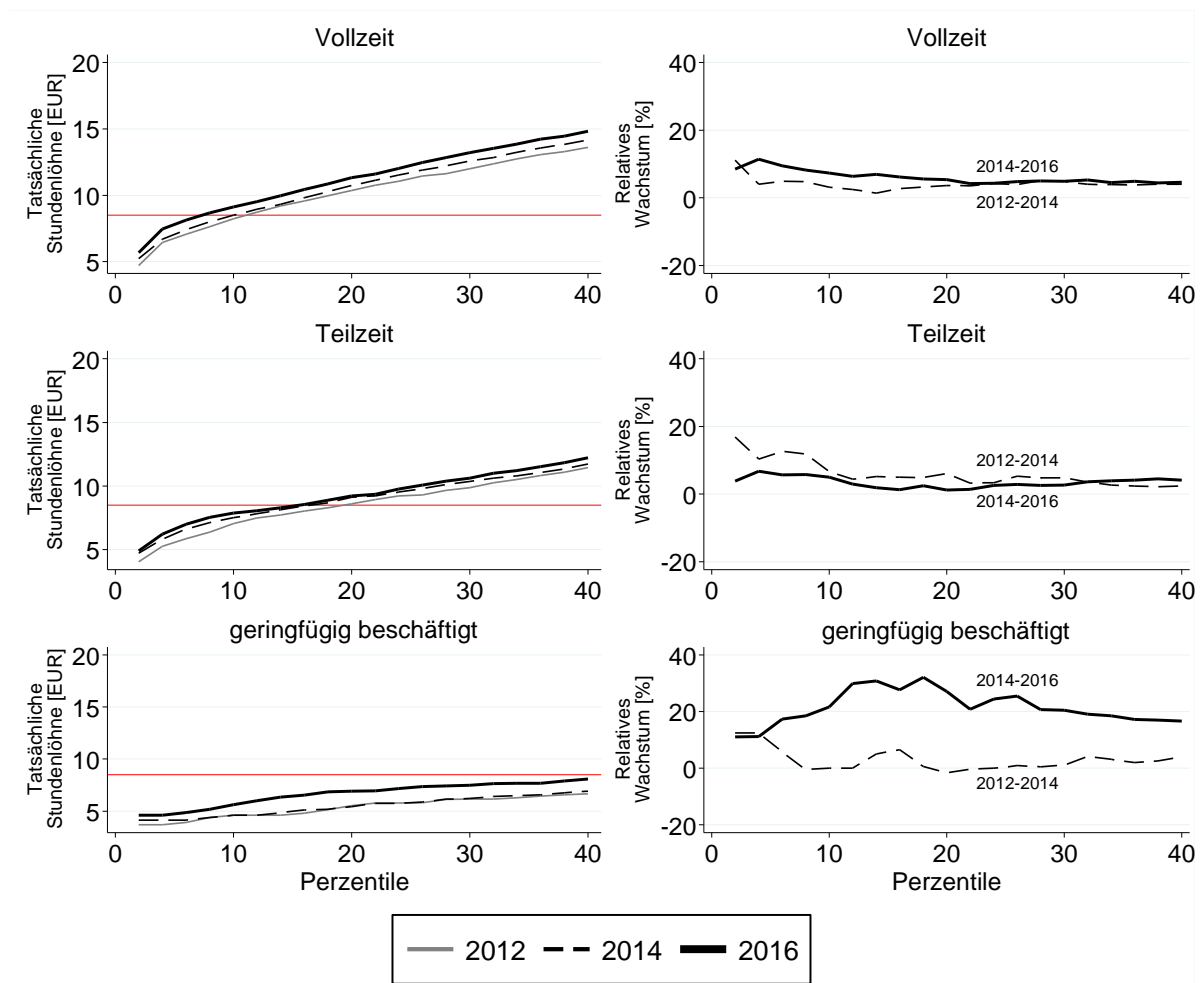 Vollzeit
Tatsächliche
Stundenlöhne [EUR]
20
15
10
5
0 10 20 30 40
Vollzeit
Relatives
Wachstum [%]
40
20
0
-20
2014-2016
2012-2014
0 10 20 30 40
Teilzeit
Tatsächliche
Stundenlöhne [EUR]
20
15
10
5
0 10 20 30 40
Teilzeit
Relatives
Wachstum [%]
40
20
0
-20
2012-2014
2014-2016
0 10 20 30 40
geringfügig beschäftigt
Tatsächliche
Stundenlöhne [EUR]
20
15
10
5
0 10 20 30 40
Perzentile
geringfügig beschäftigt
Relatives
Wachstum [%]
40
20
0
-20
2014-2016
2012-2014
0 10 20 30 40
Perzentile
2012 2014 2016